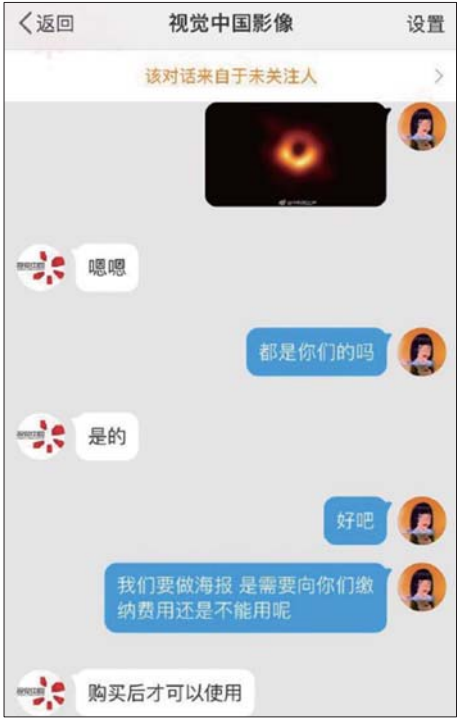 返回
视觉中国影像
设置
该对话来自于未关注人
嗯嗯
都是你们的吗
是的
好吧
我们要做海报 是需要向你们缴
纳费用还是不能用呢
购买后才可以使用